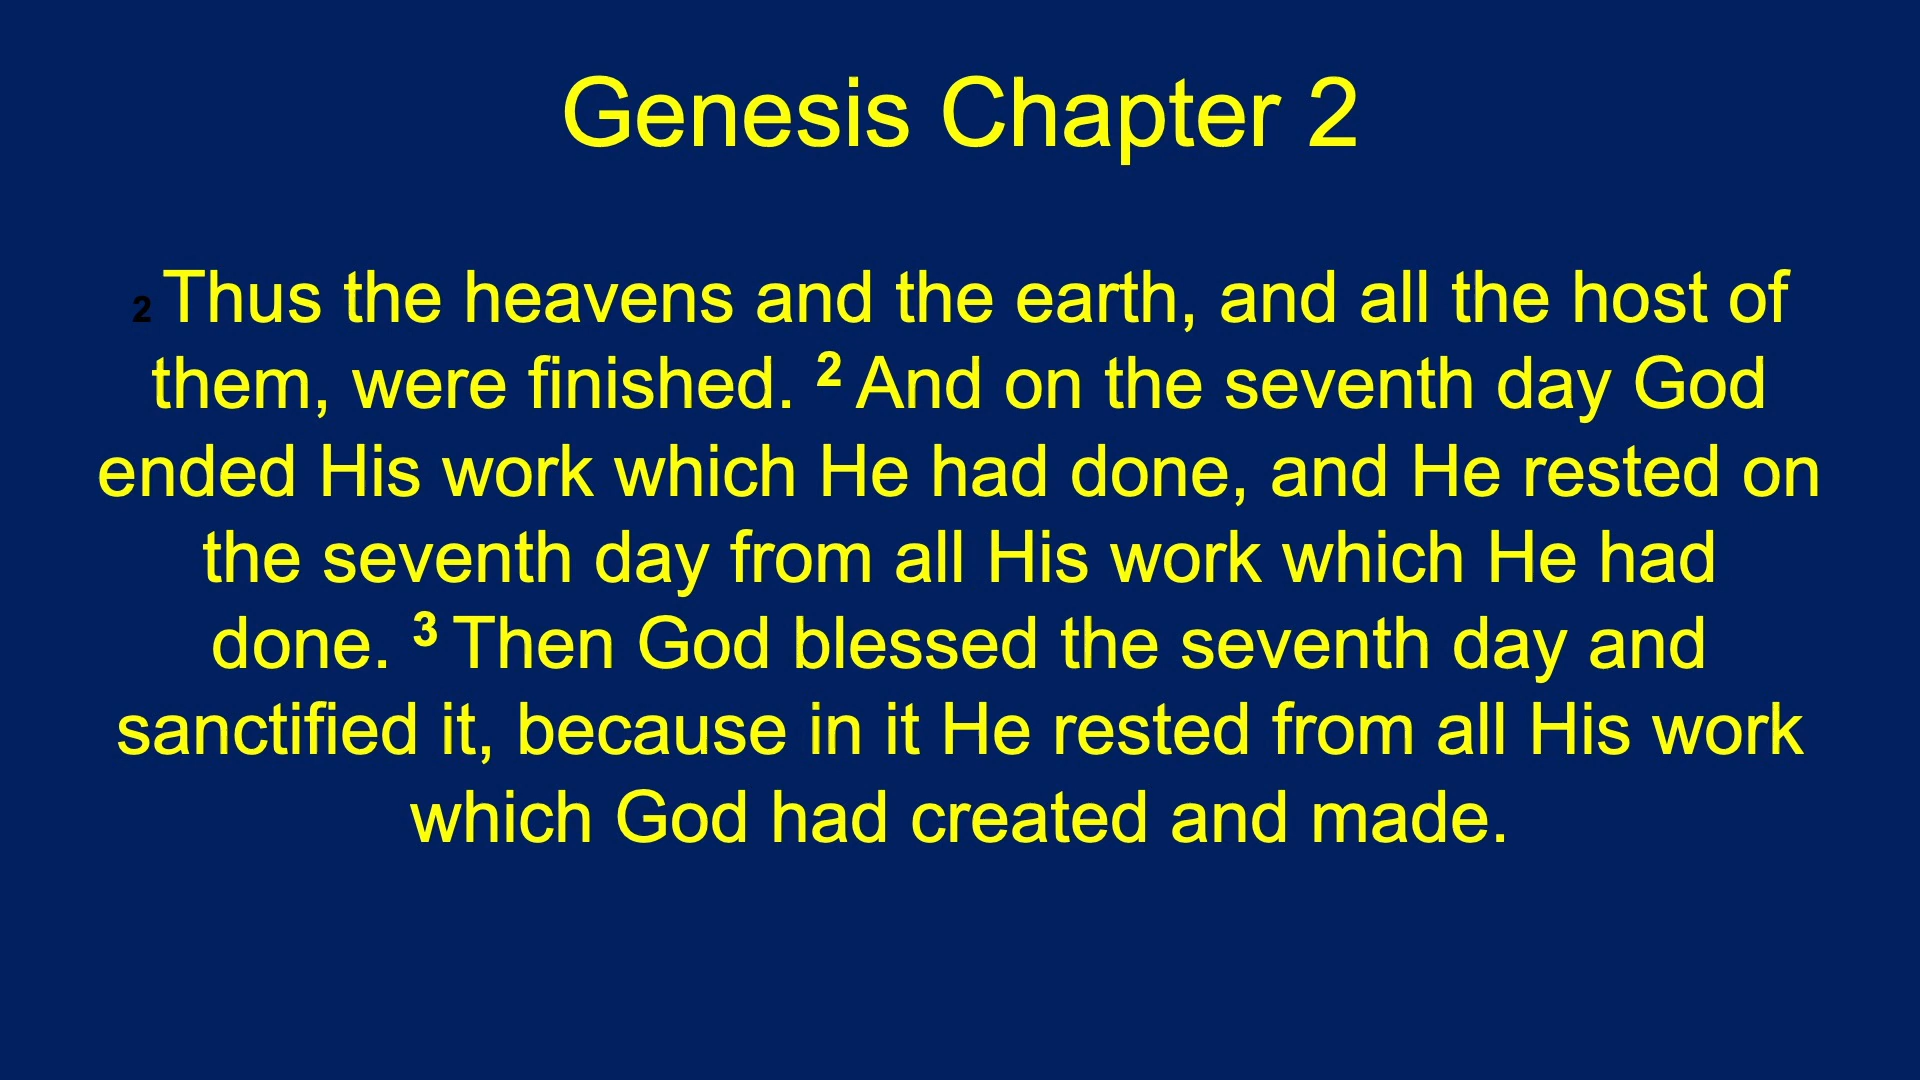 Genesis Chapter 2
2 Thus the heavens and the earth, and all the host of
them, were finished. 2 And on the seventh day God
ended His work which He had done, and He rested on
the seventh day from all His work which He had
done. 3 Then God blessed the seventh day and
sanctified it, because in it He rested from all His work
which God had created and made.